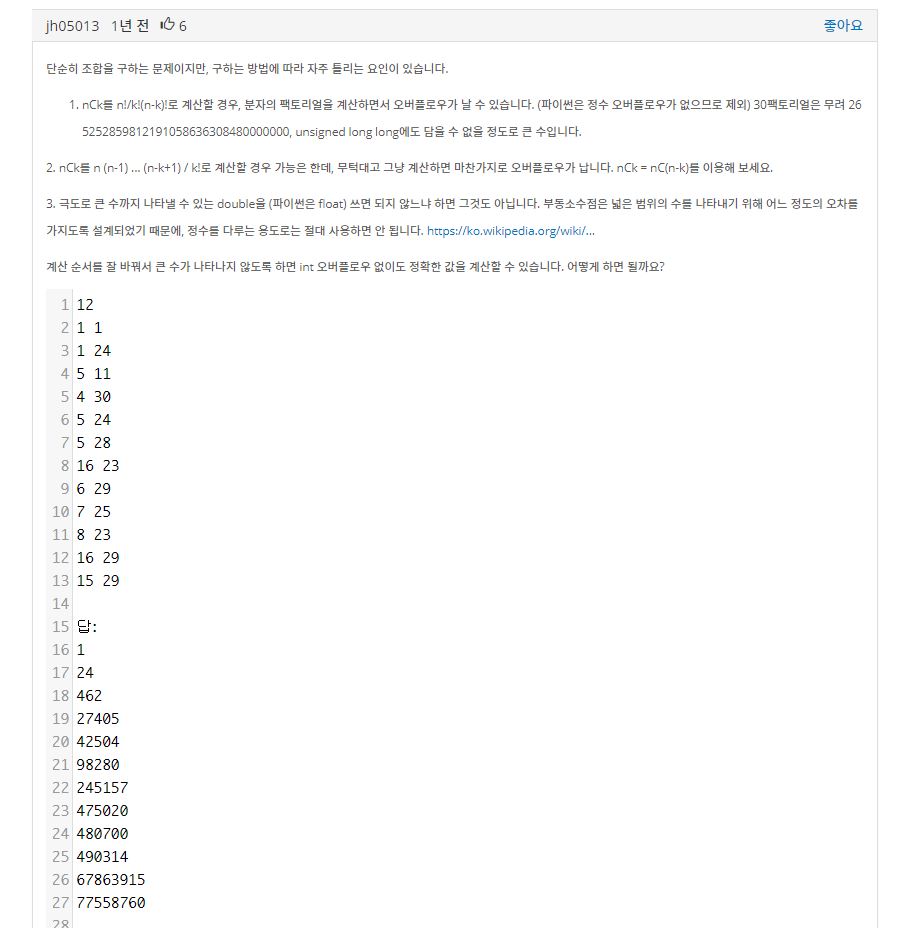 jh05013 1년 전 6 좋아요
단순히 조합을 구하는 문제이지만, 구하는 방법에 따라 자주 틀리는 요인이 있습니다.
1. nCk를 n!/k!(n-k)!로 계산할 경우, 분자의 팩토리얼을 계산하면서 오버플로우가 날 수 있습니다. (파이썬은 정수 오버플로우가 없으므로 제외) 30팩토리얼은 무려 26
5252859812191058636308480000000, unsigned long long에도 담을 수 없을 정도로 큰 수입니다.
2. nCk를 n (n-1) ... (n-k+1) / k!로 계산할 경우 가능은 한데, 무턱대고 그냥 계산하면 마찬가지로 오버플로우가 납니다. nCk = nC(n-k)를 이용해 보세요.
3. 극도로 큰 수까지 나타낼 수 있는 double을 (파이썬은 float) 쓰면 되지 않느냐 하면 그것도 아닙니다. 부동소수점은 넓은 범위의 수를 나타내기 위해 어느 정도의 오차를
가지도록 설계되었기 때문에, 정수를 다루는 용도로는 절대 사용하면 안 됩니다. https://ko.wikipedia.org/wiki/...
계산 순서를 잘 바꿔서 큰 수가 나타나지 않도록 하면 int 오버플로우 없이도 정확한 값을 계산할 수 있습니다. 어떻게 하면 될까요?
1 12
2 1 1
3 1 24
4 5 11
5 4 30
6 5 24
7 5 28
8 16 23
9 6 29
10 7 25
11 8 23
12 16 29
13 15 29
14
15 답:
16 1
17 24
18 462
19 27405
20 42504
21 98280
22 245157
23 475020
24 480700
25 490314
26 67863915
27 77558760
28